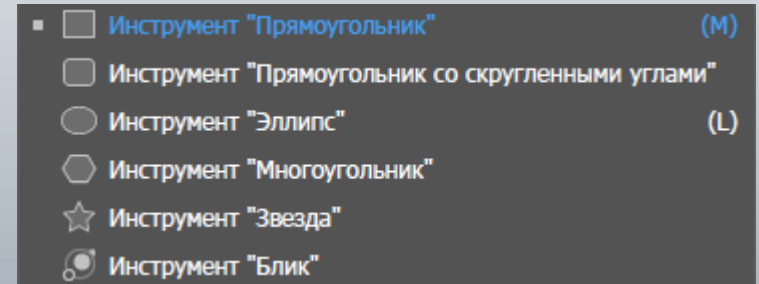 Инструмент "Прямоугольник" (M)
Инструмент "Прямоугольник со скругленными углами"
Инструмент "Эллипс" (L)
Инструмент "Многоугольник"
Инструмент "Звезда"
Инструмент "Блик"